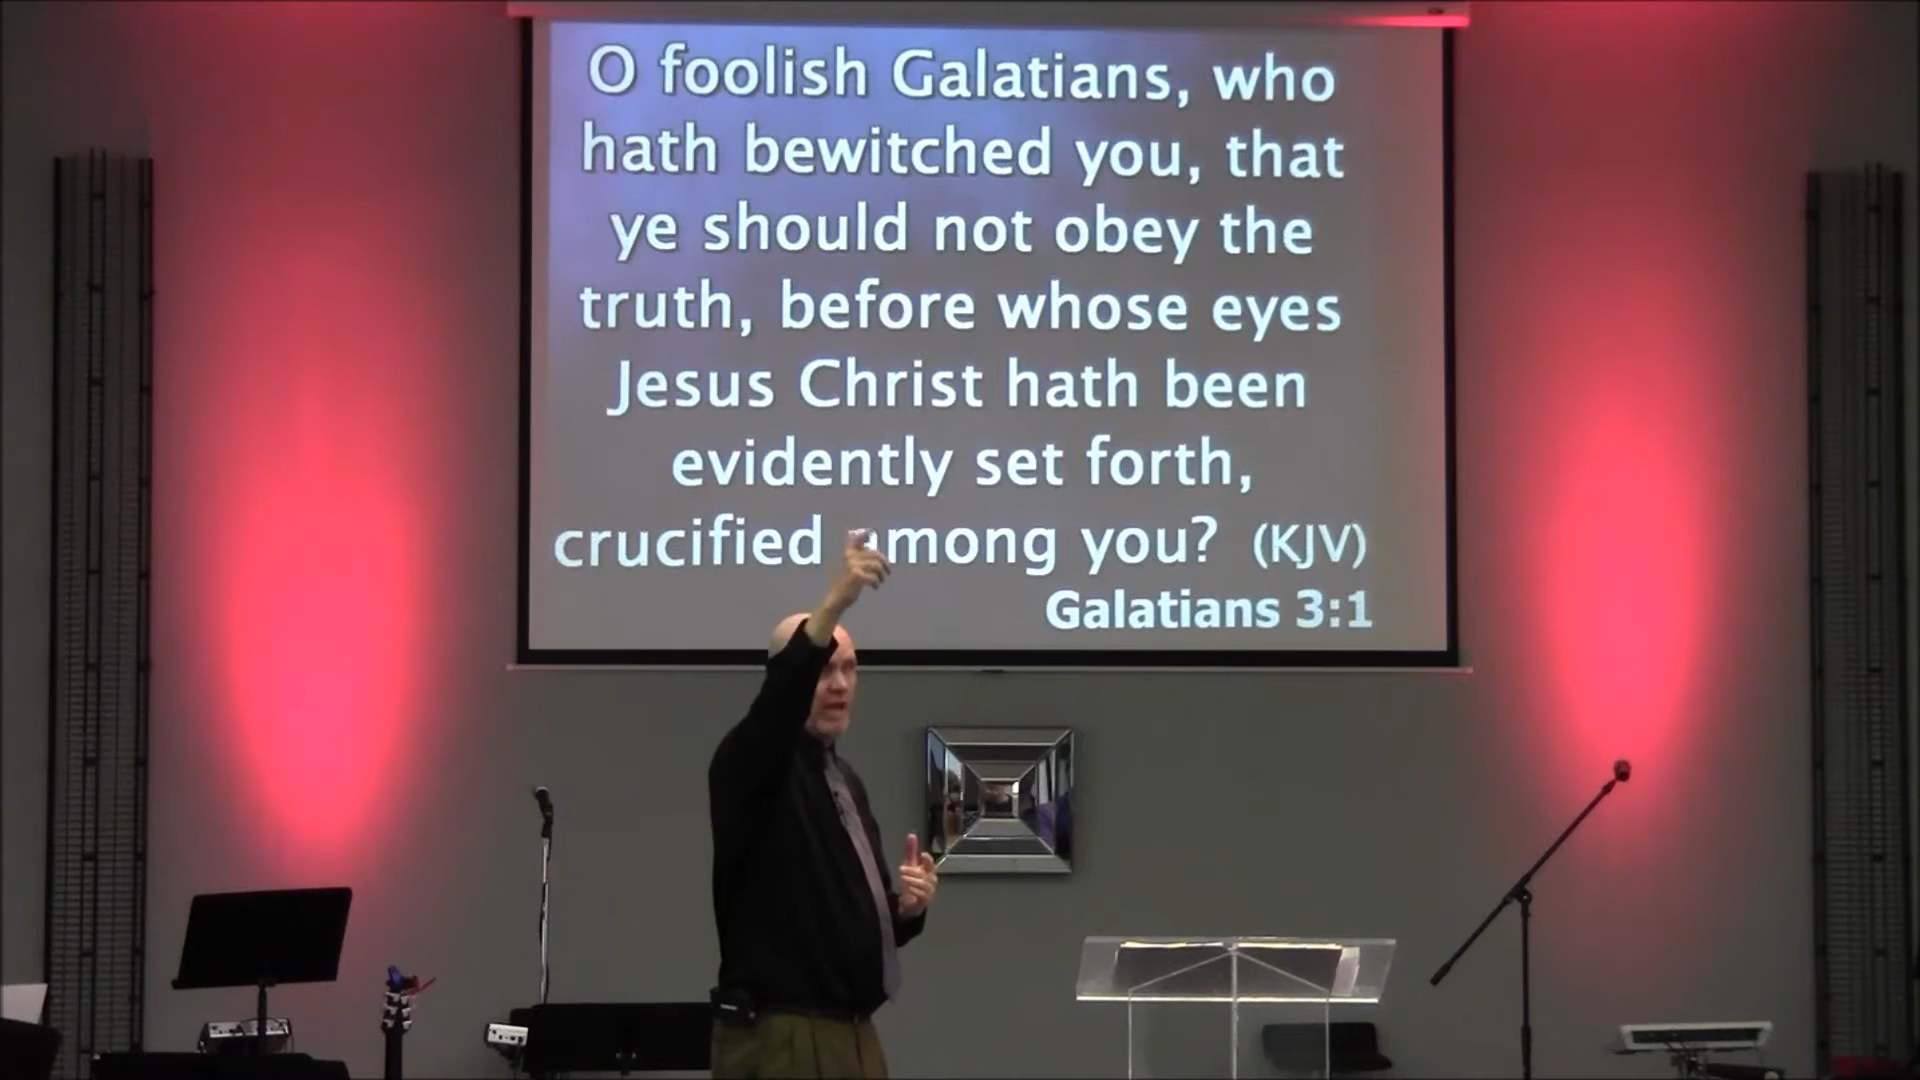 O foolish Galatians, who
hath bewitched you, that
ye should not obey the
truth, before whose eyes
Jesus Christ hath been
evidently set forth,
crucified among you? (KJV)
Galatians 3:1